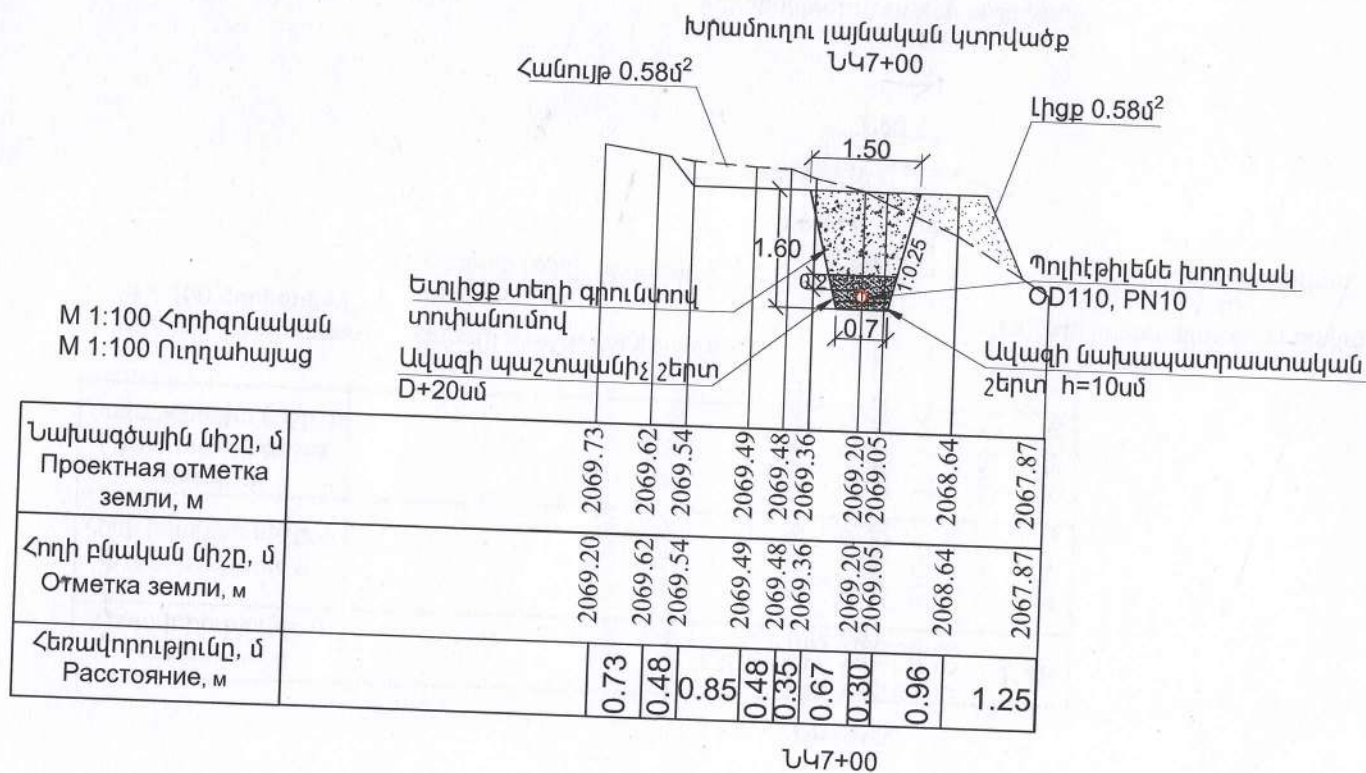 Խրամուղու լայնական կտրվածք
ՆԿ7+00
Հանույթ 0.58մ²
Լիցք 0.58մ²
1.50
1.60
0.2
1:0.25
0.7
Պոլիէթիլենե խողովակ
OD110, PN10
Ետլիցք տեղի գրունտով
տոփանումով
M 1:100 Հորիզոնական
M 1:100 Ուղղահայաց
Ավազի պաշտպանիչ շերտ
D+20սմ
Ավազի նախապատրաստական
շերտ h=10սմ
Նախագծային նիշը, մ
Проектная отметка
земли, м
2069.73 2069.62 2069.54 2069.49 2069.48 2069.36 2069.20 2069.05 2068.64 2067.87
Հողի բնական նիշը, մ
Отметка земли, м
2069.20 2069.62 2069.54 2069.49 2069.48 2069.36 2069.20 2069.05 2068.64 2067.87
Հեռավորությունը, մ
Расстояние, м
0.73 0.48 0.85 0.48 0.35 0.67 0.30 0.96 1.25
ՆԿ7+00